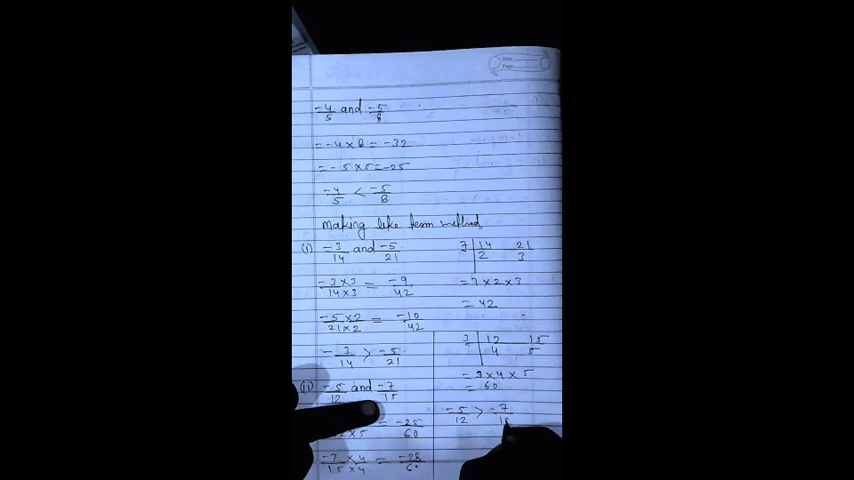 -4/5 and -5/8
= -4 × 8 = -32
= -5 × 5 = -25
-4/5 < -5/8
Making like term method
(i) -3/14 and -5/21
-3×3/14×3 = -9/42
-5×2/21×2 = -10/42
-3/14 > -5/21
7 | 14 21
2 3
= 7 × 2 × 3
= 42
(ii) -5/12 and -7/15
= -25/60
-7×4/15×4 = -28/60
3 | 12 15
4 5
= 3 × 4 × 5
= 60
-5/12 > -7/15